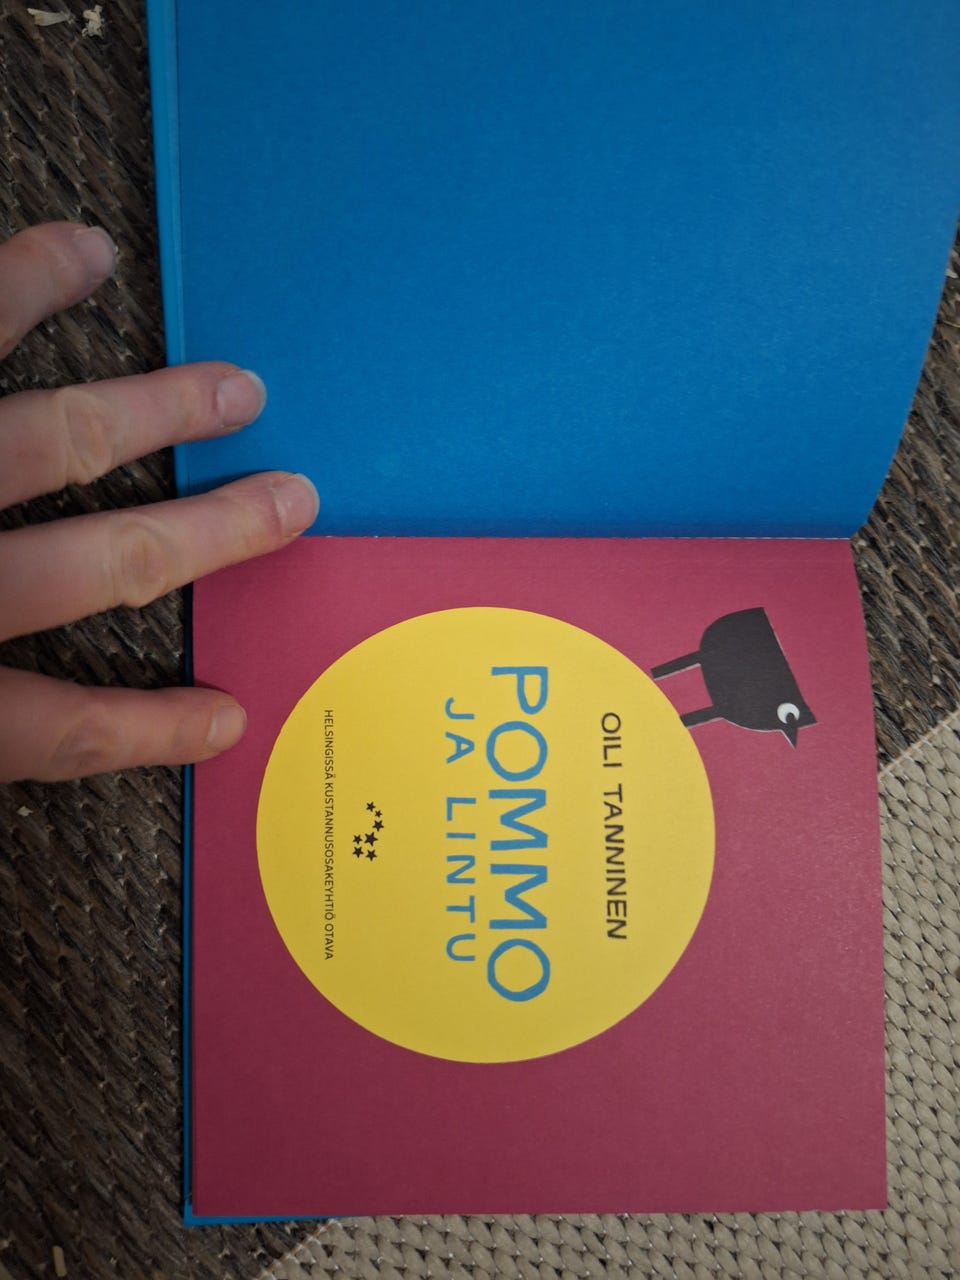 OILI TANNINEN
POMMO
JA LINTU
HELSINGISSÄ KUSTANNUSOSAKEYHTIÖ OTAVA